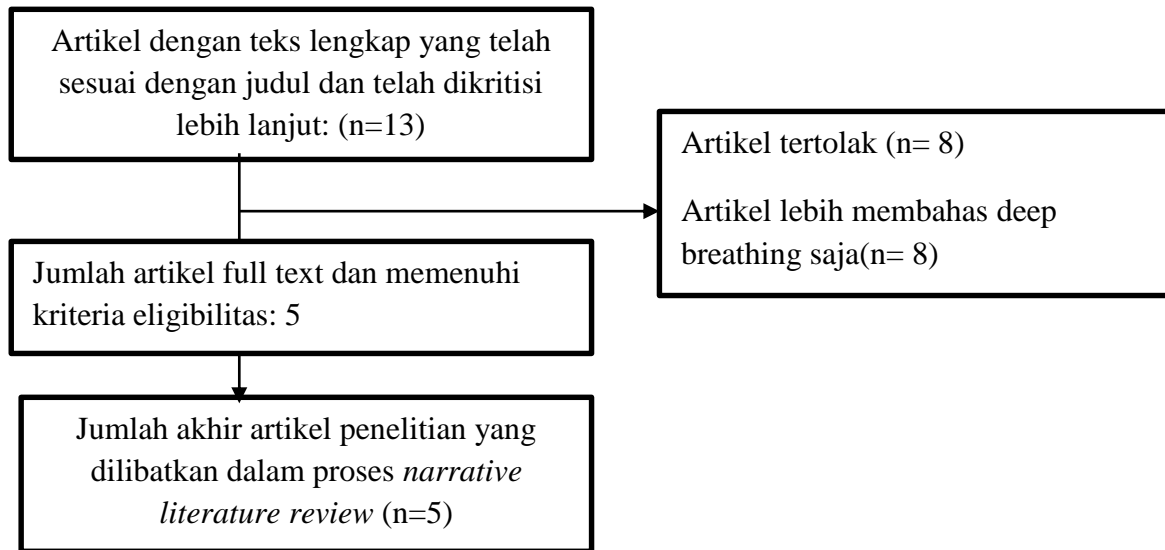 Artikel dengan teks lengkap yang telah
sesuai dengan judul dan telah dikritisi
lebih lanjut: (n=13)
Artikel tertolak (n= 8)
Artikel lebih membahas deep
breathing saja(n= 8)
Jumlah artikel full text dan memenuhi
kriteria eligibilitas: 5
Jumlah akhir artikel penelitian yang
dilibatkan dalam proses narrative
literature review (n=5)